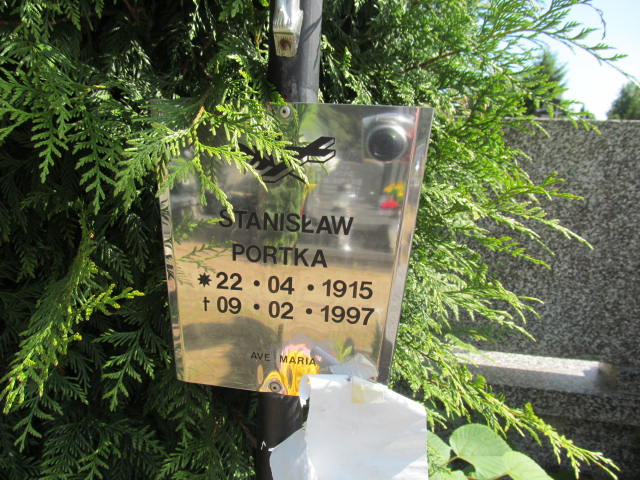 STANISŁAW
PORTKA
* 22 • 04 • 1915
† 09 • 02 • 1997
AVE MARIA